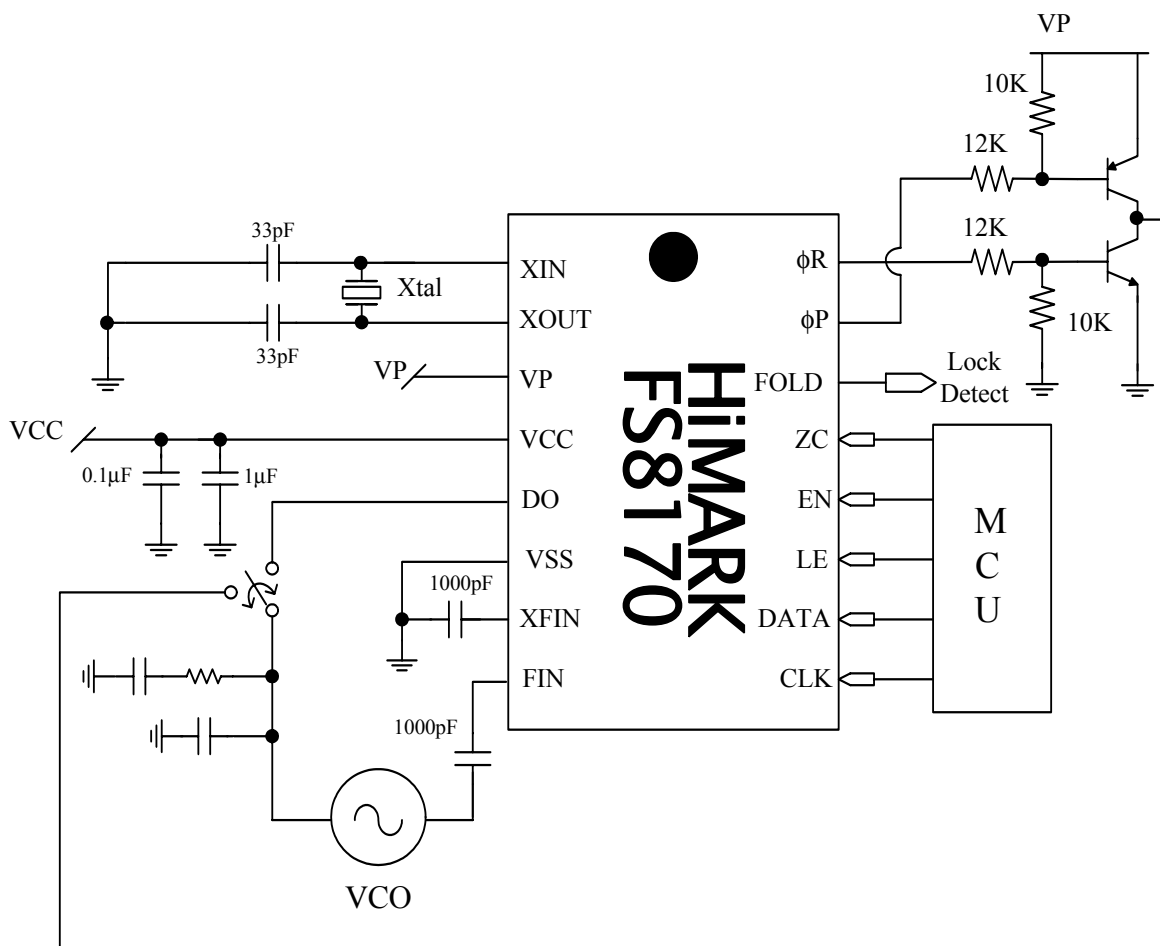 VP
10K
12K
33pF
12K
XIN
Xtal
ϕR
XOUT
ϕP
33pF
10K
VP
VP
FOLD
Lock
Detect
VCC
VCC
ZC
0.1µF
1µF
DO
EN
HiMARK
FS8170
M
C
U
VSS
LE
1000pF
XFIN
DATA
FIN
CLK
1000pF
VCO